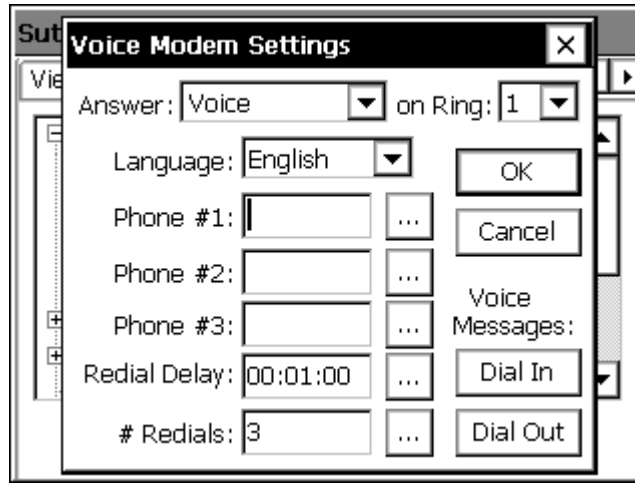 Sut
Voice Modem Settings
Vie
Answer: Voice on Ring: 1
Language: English
OK
Phone #1: ...
Cancel
Phone #2: ...
Voice
Messages:
Phone #3: ...
Redial Delay: 00:01:00 ...
Dial In
# Redials: 3 ...
Dial Out